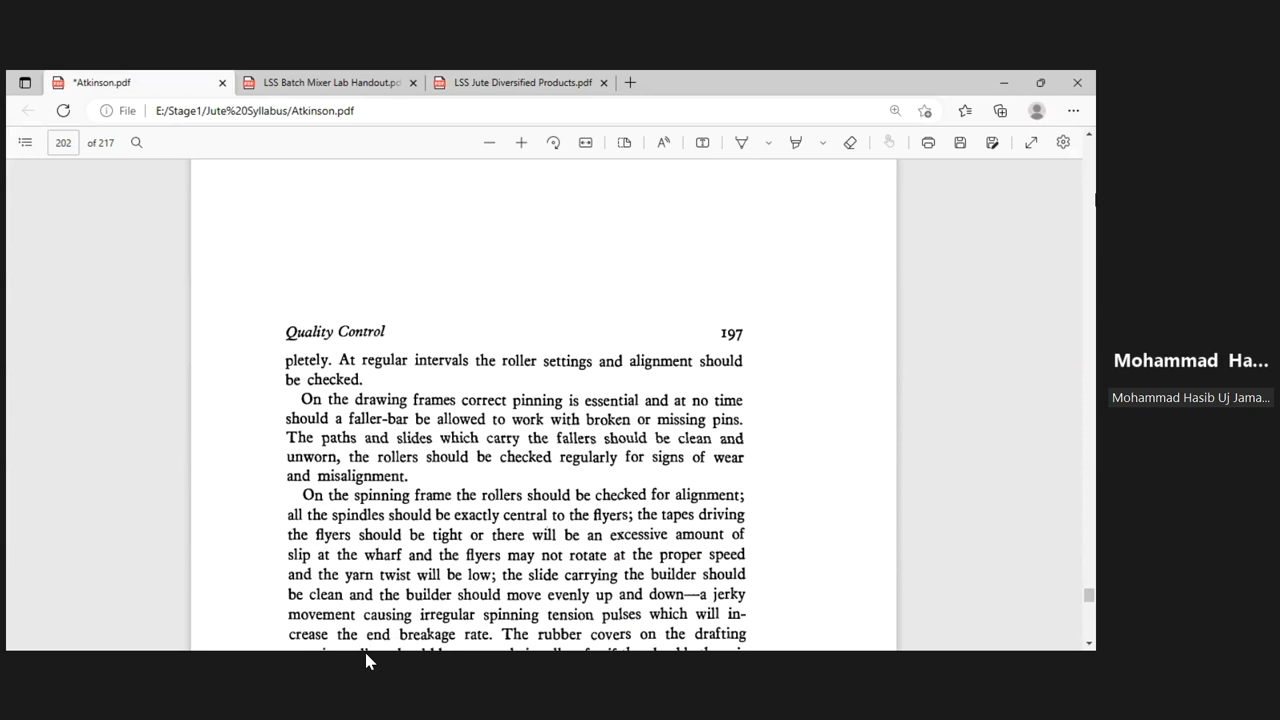 *Atkinson.pdf
LSS Batch Mixer Lab Handout.pd
LSS Jute Diversified Products.pdf
File
E:/Stage1/Jute%20Syllabus/Atkinson.pdf
202 of 217
Quality Control 197
pletely. At regular intervals the roller settings and alignment should
be checked.
On the drawing frames correct pinning is essential and at no time
should a faller-bar be allowed to work with broken or missing pins.
The paths and slides which carry the fallers should be clean and
unworn, the rollers should be checked regularly for signs of wear
and misalignment.
On the spinning frame the rollers should be checked for alignment;
all the spindles should be exactly central to the flyers; the tapes driving
the flyers should be tight or there will be an excessive amount of
slip at the wharf and the flyers may not rotate at the proper speed
and the yarn twist will be low; the slide carrying the builder should
be clean and the builder should move evenly up and down—a jerky
movement causing irregular spinning tension pulses which will in-
crease the end breakage rate. The rubber covers on the drafting
Mohammad Ha...
Mohammad Hasib Uj Jama...